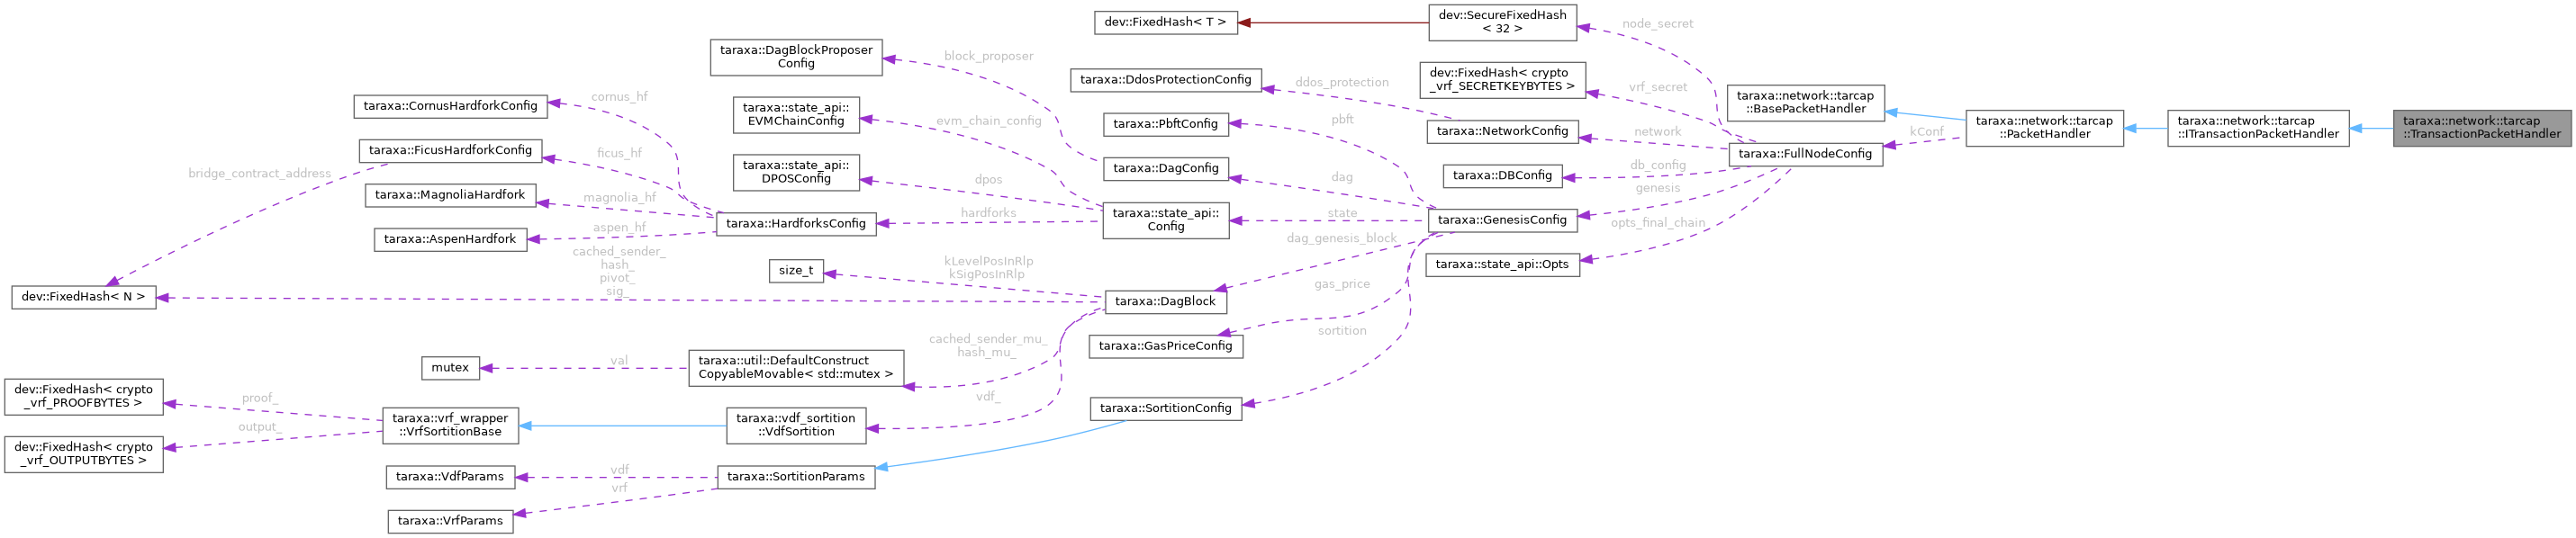 dev::FixedHash< T >
dev::SecureFixedHash
< 32 >
node_secret
taraxa::DagBlockProposer
Config
block_proposer
taraxa::DdosProtectionConfig
ddos_protection
dev::FixedHash< crypto
_vrf_SECRETKEYBYTES >
vrf_secret
taraxa::network::tarcap
::BasePacketHandler
taraxa::CornusHardforkConfig
cornus_hf
taraxa::state_api::
EVMChainConfig
evm_chain_config
taraxa::PbftConfig
pbft
taraxa::NetworkConfig
network
kConf
taraxa::network::tarcap
::PacketHandler
taraxa::network::tarcap
::ITransactionPacketHandler
taraxa::network::tarcap
::TransactionPacketHandler
taraxa::FicusHardforkConfig
ficus_hf
taraxa::FullNodeConfig
bridge_contract_address
taraxa::state_api::
DPOSConfig
dpos
taraxa::DagConfig
dag
taraxa::DBConfig
db_config
genesis
taraxa::MagnoliaHardfork
magnolia_hf
taraxa::HardforksConfig
hardforks
taraxa::state_api::
Config
state
taraxa::GenesisConfig
opts_final_chain
taraxa::AspenHardfork
aspen_hf
dag_genesis_block
cached_sender_
hash_
pivot_
sig_
size_t
kLevelPosInRlp
kSigPosInRlp
taraxa::state_api::Opts
dev::FixedHash< N >
taraxa::DagBlock
gas_price
sortition
taraxa::GasPriceConfig
cached_sender_mu_
hash_mu_
mutex
val
taraxa::util::DefaultConstruct
CopyableMovable< std::mutex >
dev::FixedHash< crypto
_vrf_PROOFBYTES >
proof_
vdf_
taraxa::SortitionConfig
taraxa::vrf_wrapper
::VrfSortitionBase
taraxa::vdf_sortition
::VdfSortition
output_
dev::FixedHash< crypto
_vrf_OUTPUTBYTES >
taraxa::VdfParams
vdf
vrf
taraxa::SortitionParams
taraxa::VrfParams